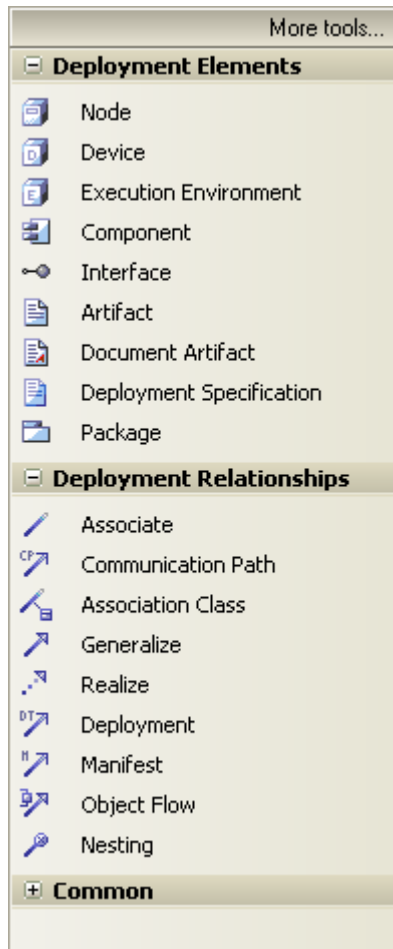 More tools...
Deployment Elements
Node
Device
Execution Environment
Component
Interface
Artifact
Document Artifact
Deployment Specification
Package
Deployment Relationships
Associate
Communication Path
Association Class
Generalize
Realize
Deployment
Manifest
Object Flow
Nesting
Common